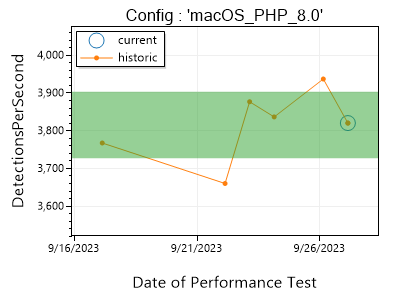 Config : 'macOS_PHP_8.0'
current
historic
DetectionsPerSecond
4,000
3,900
3,800
3,700
3,600
9/16/2023
9/21/2023
9/26/2023
Date of Performance Test